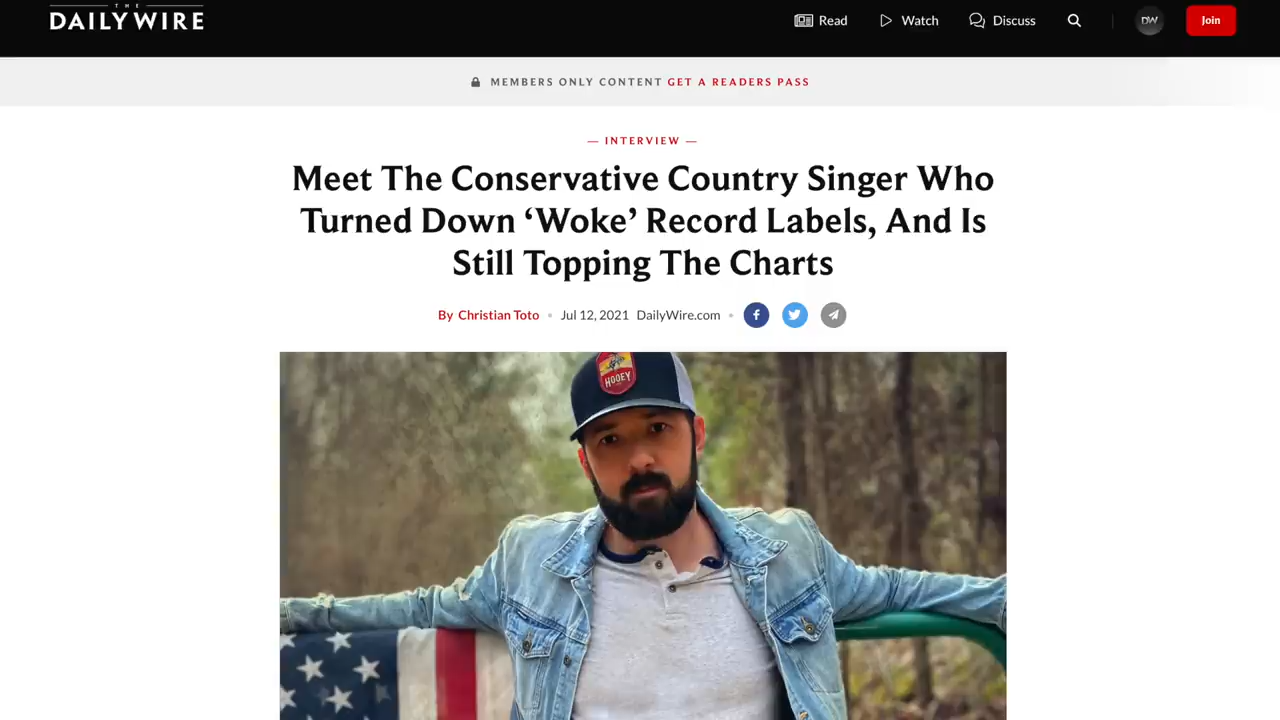 THE
DAILY WIRE
Read
Watch
Discuss
DW
Join
MEMBERS ONLY CONTENT GET A READERS PASS
— INTERVIEW —
Meet The Conservative Country Singer Who
Turned Down ‘Woke’ Record Labels, And Is
Still Topping The Charts
By Christian Toto • Jul 12, 2021 DailyWire.com •
HOOEY